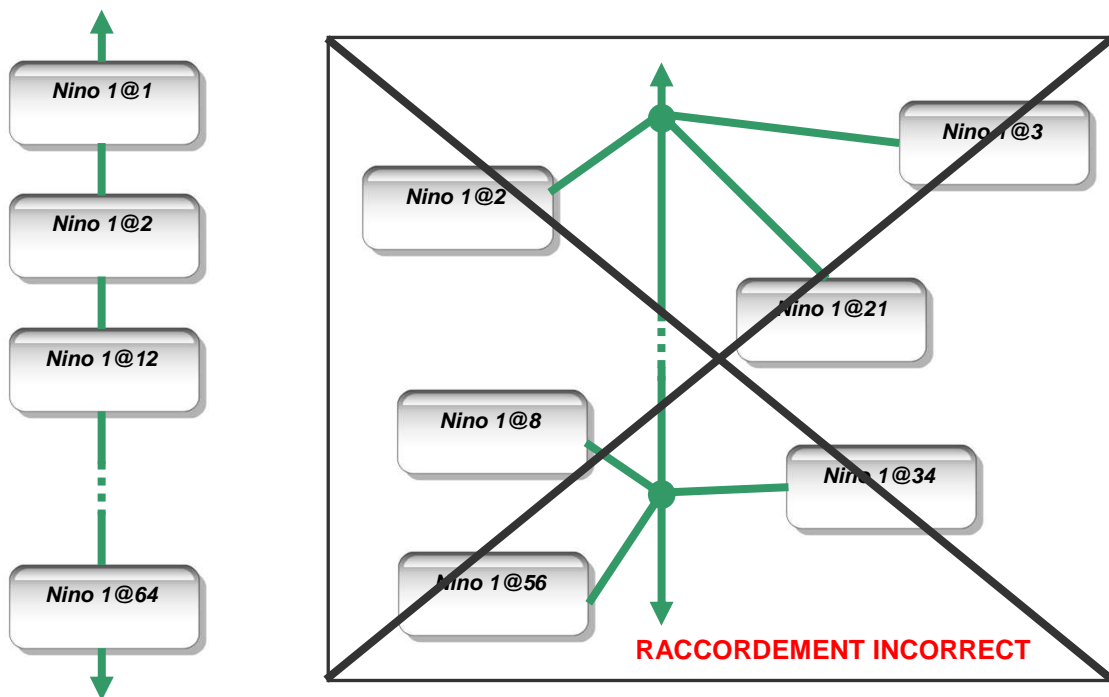 Nino 1@1
Nino 1@2
Nino 1@12
Nino 1@64
Nino 1@3
Nino 1@2
Nino 1@21
Nino 1@8
Nino 1@34
Nino 1@56
RACCORDEMENT INCORRECT